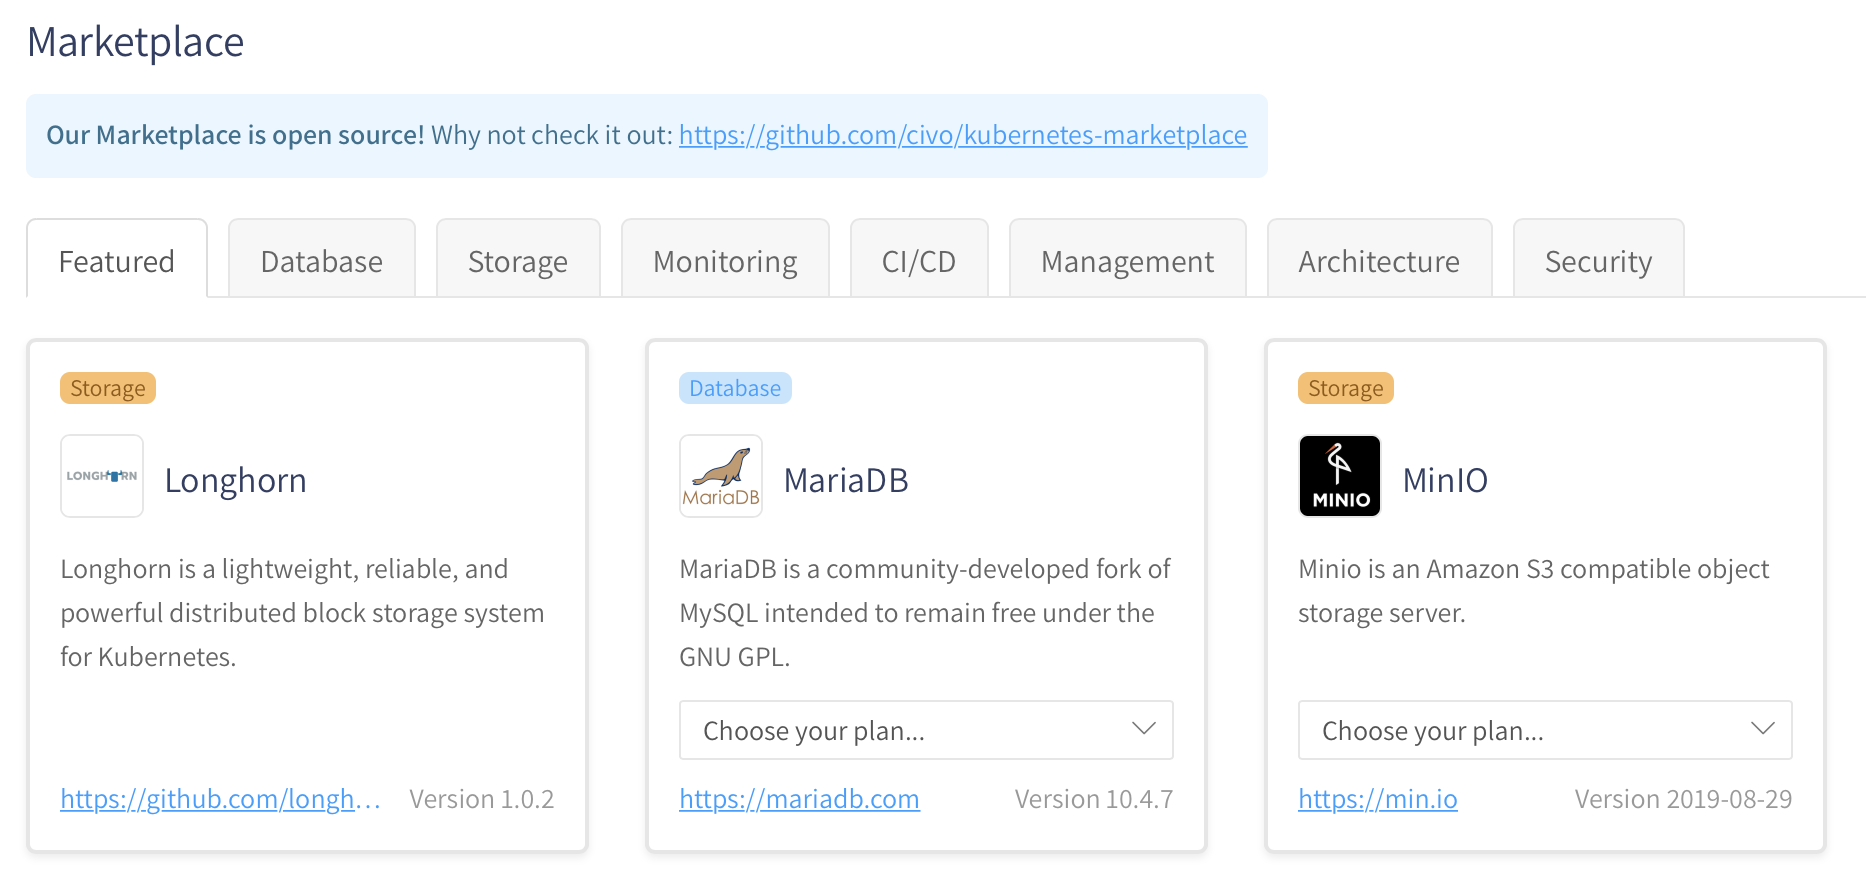 Marketplace
Our Marketplace is open source! Why not check it out: https://github.com/civo/kubernetes-marketplace
Featured Database Storage Monitoring CI/CD Management Architecture Security
Storage
LONGHORN
Longhorn
Longhorn is a lightweight, reliable, and
powerful distributed block storage system
for Kubernetes.
https://github.com/longh… Version 1.0.2
Database
MariaDB
MariaDB
MariaDB is a community-developed fork of
MySQL intended to remain free under the
GNU GPL.
Choose your plan...
https://mariadb.com Version 10.4.7
Storage
MINIO
MinIO
Minio is an Amazon S3 compatible object
storage server.
Choose your plan...
https://min.io Version 2019-08-29